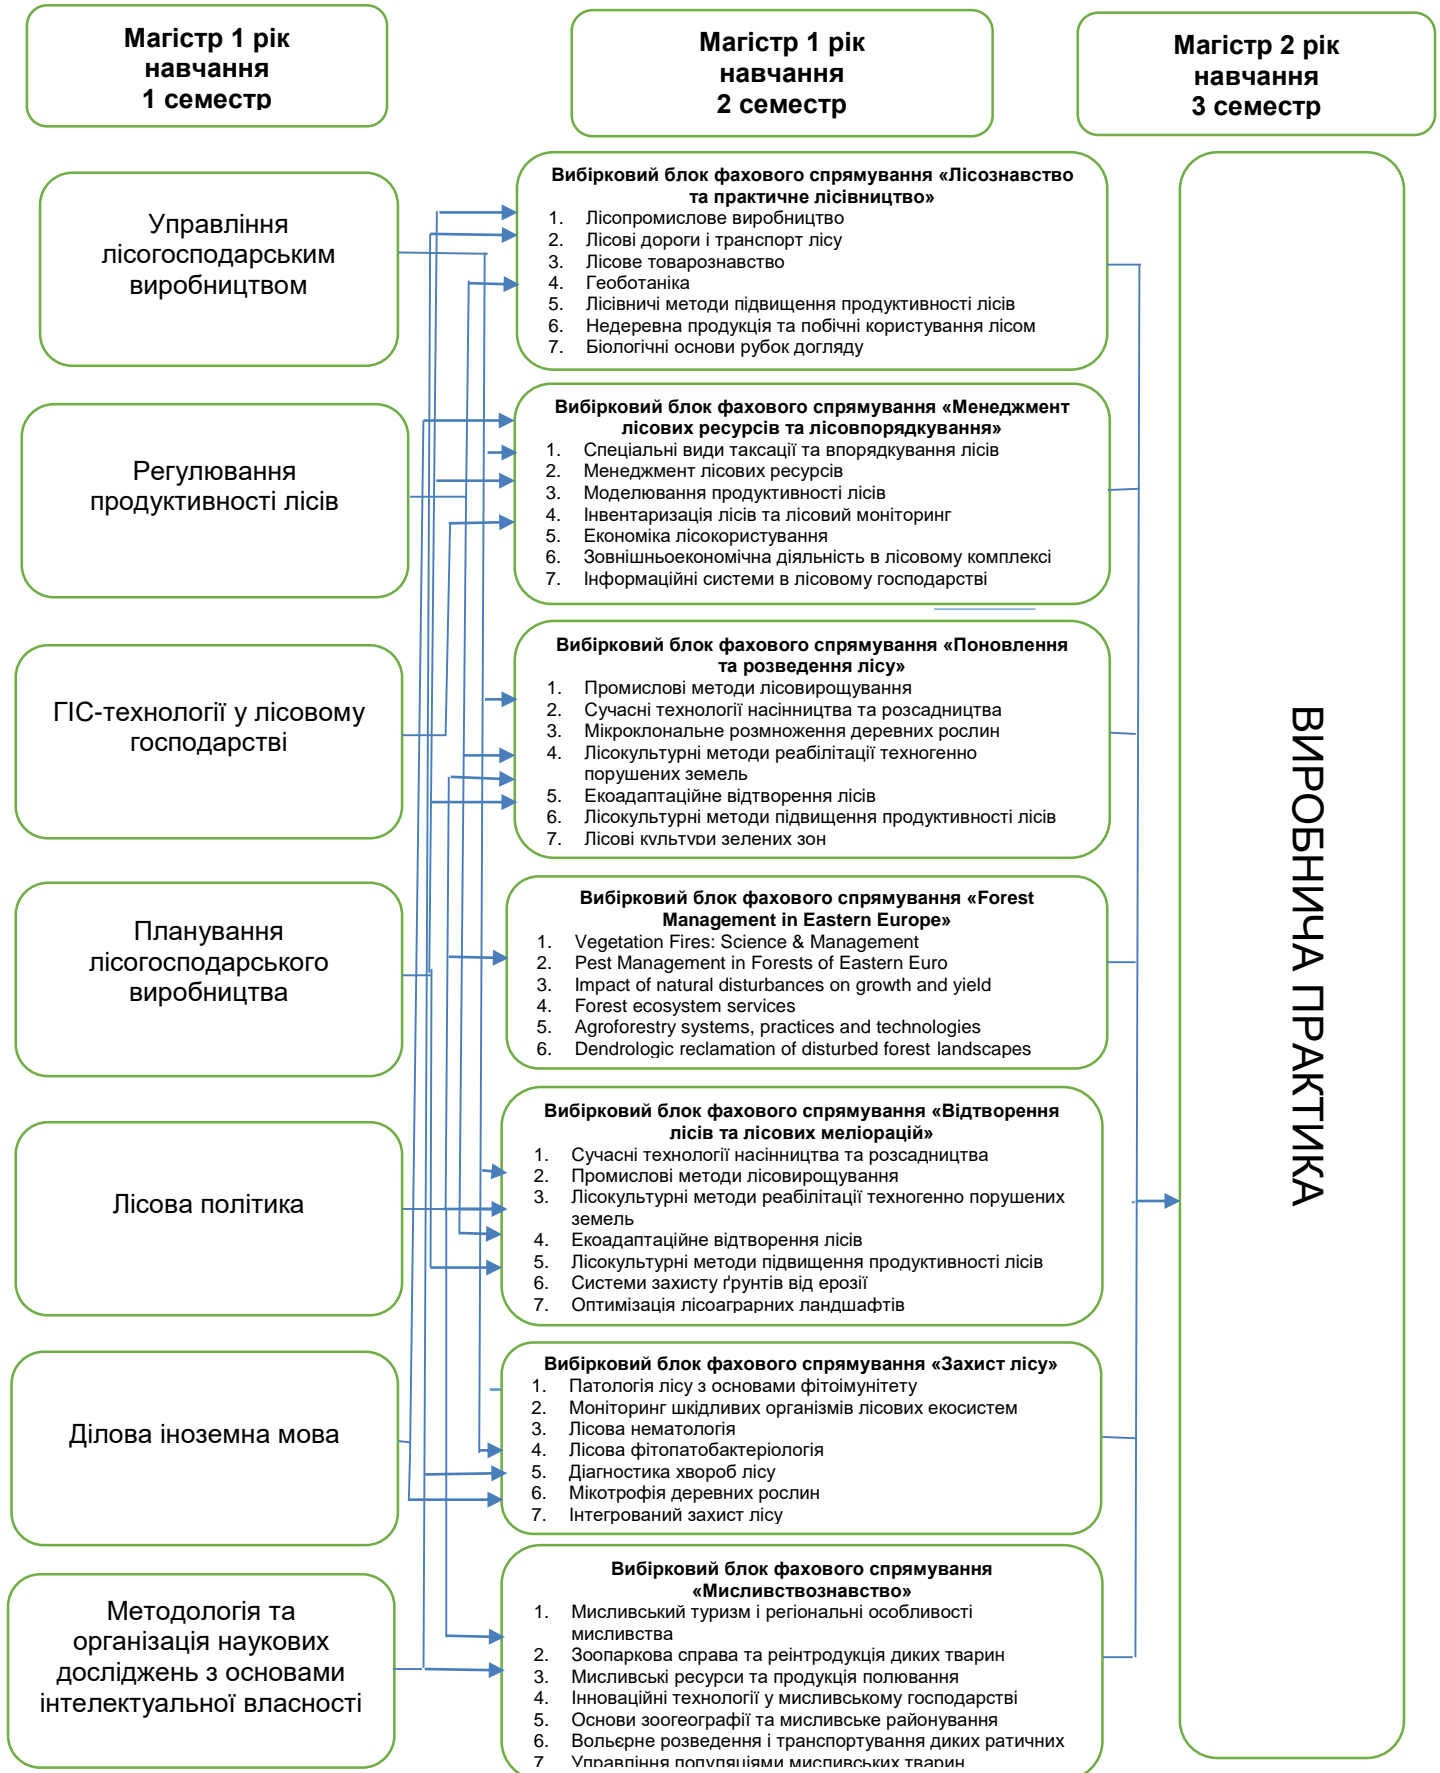 Магістр 1 рік
навчання
1 семестр
Магістр 1 рік
навчання
2 семестр
Магістр 2 рік
навчання
3 семестр
Управління
лісогосподарським
виробництвом
Регулювання
продуктивності лісів
ГІС-технології у лісовому
господарстві
Планування
лісогосподарського
виробництва
Лісова політика
Ділова іноземна мова
Методологія та
організація наукових
досліджень з основами
інтелектуальної власності
Вибірковий блок фахового спрямування «Лісознавство
та практичне лісівництво»
1. Лісопромислове виробництво
2. Лісові дороги і транспорт лісу
3. Лісове товарознавство
4. Геоботаніка
5. Лісівничі методи підвищення продуктивності лісів
6. Недеревна продукція та побічні користування лісом
7. Біологічні основи рубок догляду
Вибірковий блок фахового спрямування «Менеджмент
лісових ресурсів та лісовпорядкування»
1. Спеціальні види таксації та впорядкування лісів
2. Менеджмент лісових ресурсів
3. Моделювання продуктивності лісів
4. Інвентаризація лісів та лісовий моніторинг
5. Економіка лісокористування
6. Зовнішньоекономічна діяльність в лісовому комплексі
7. Інформаційні системи в лісовому господарстві
Вибірковий блок фахового спрямування «Поновлення
та розведення лісу»
1. Промислові методи лісовирощування
2. Сучасні технології насінництва та розсадництва
3. Мікроклональне розмноження деревних рослин
4. Лісокультурні методи реабілітації техногенно
порушених земель
5. Екоадаптаційне відтворення лісів
6. Лісокультурні методи підвищення продуктивності лісів
7. Лісові культури зелених зон
Вибірковий блок фахового спрямування «Forest
Management in Eastern Europe»
1. Vegetation Fires: Science & Management
2. Pest Management in Forests of Eastern Euro
3. Impact of natural disturbances on growth and yield
4. Forest ecosystem services
5. Agroforestry systems, practices and technologies
6. Dendrologic reclamation of disturbed forest landscapes
Вибірковий блок фахового спрямування «Відтворення
лісів та лісових меліорацій»
1. Сучасні технології насінництва та розсадництва
2. Промислові методи лісовирощування
3. Лісокультурні методи реабілітації техногенно порушених
земель
4. Екоадаптаційне відтворення лісів
5. Лісокультурні методи підвищення продуктивності лісів
6. Системи захисту ґрунтів від ерозії
7. Оптимізація лісоаграрних ландшафтів
Вибірковий блок фахового спрямування «Захист лісу»
1. Патологія лісу з основами фітоімунітету
2. Моніторинг шкідливих організмів лісових екосистем
3. Лісова нематологія
4. Лісова фітопатобактеріологія
5. Діагностика хвороб лісу
6. Мікотрофія деревних рослин
7. Інтегрований захист лісу
Вибірковий блок фахового спрямування
«Мисливствознавство»
1. Мисливський туризм і регіональні особливості
мисливства
2. Зоопаркова справа та реінтродукція диких тварин
3. Мисливські ресурси та продукція полювання
4. Інноваційні технології у мисливському господарстві
5. Основи зоогеографії та мисливське районування
6. Вольєрне розведення і транспортування диких ратичних
7. Управління популяціями мисливських тварин
ВИРОБНИЧА ПРАКТИКА